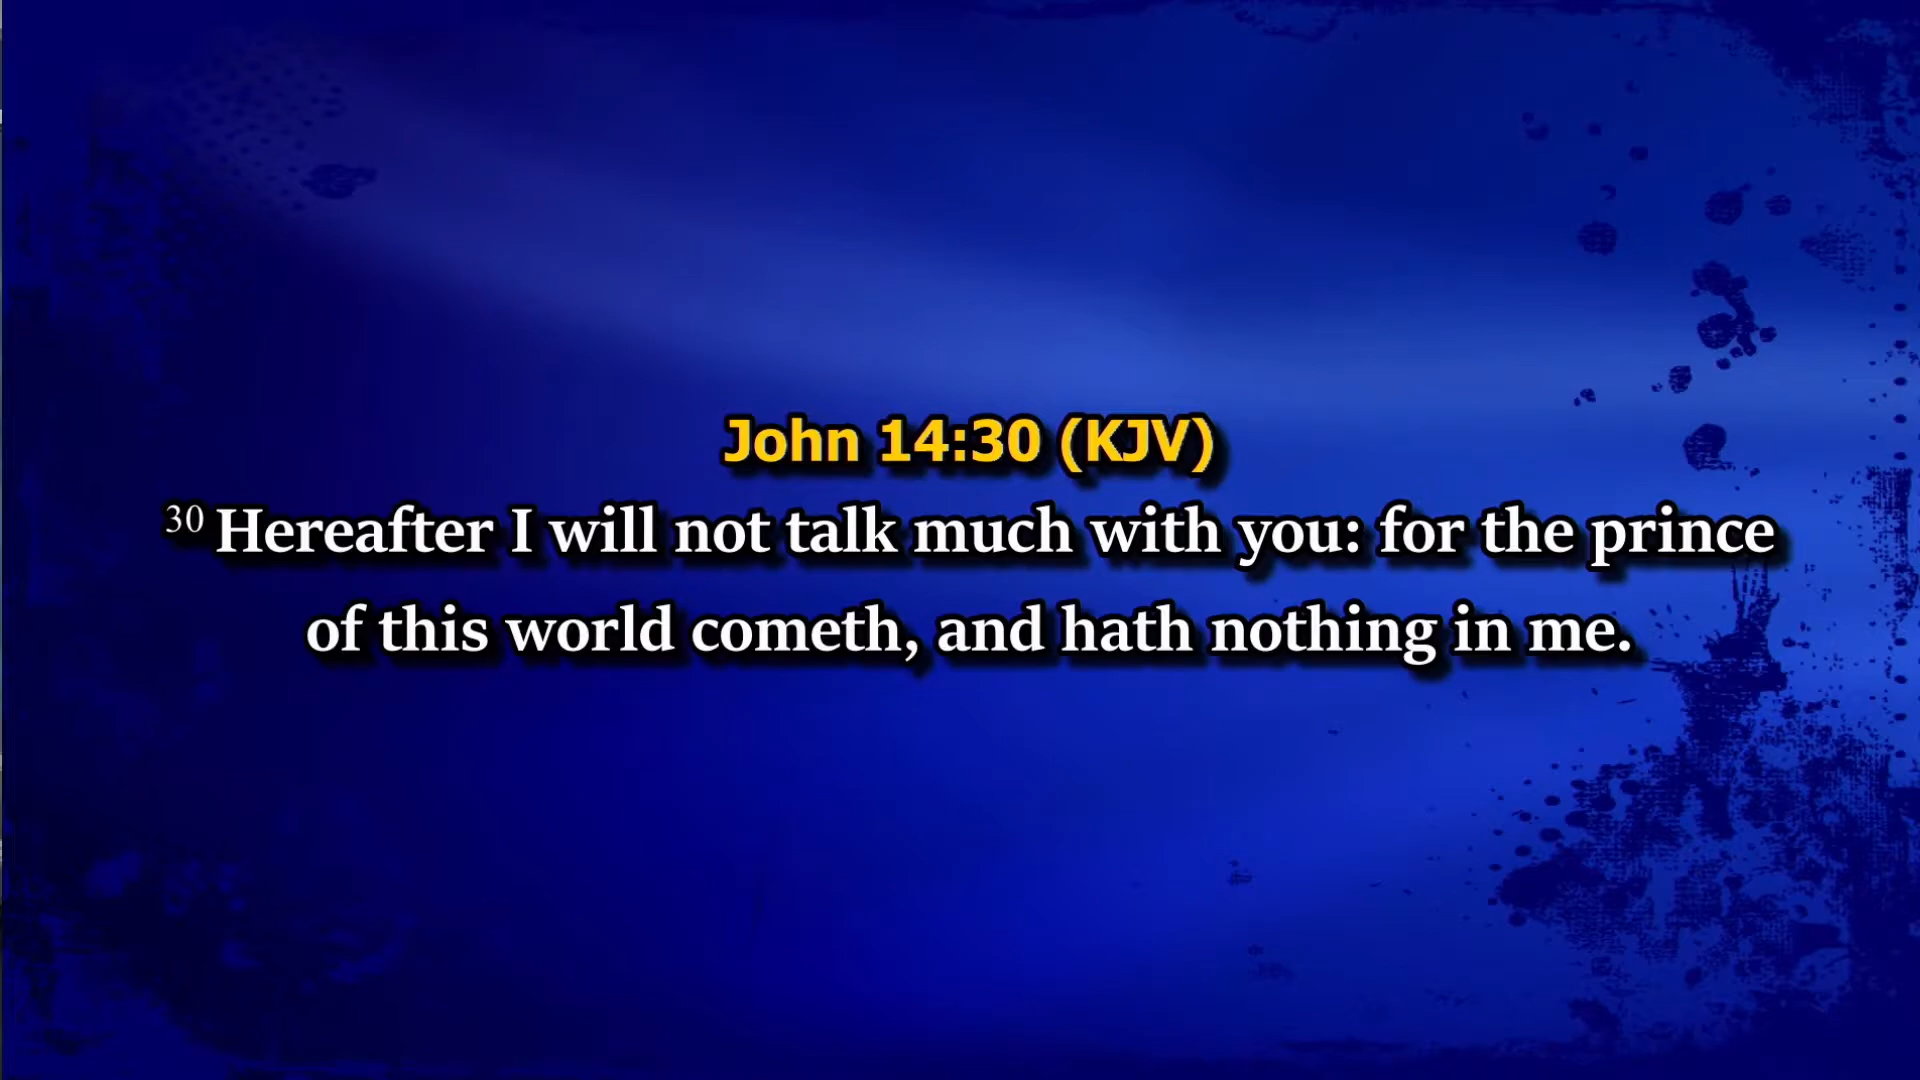 John 14:30 (KJV)
30 Hereafter I will not talk much with you: for the prince
of this world cometh, and hath nothing in me.